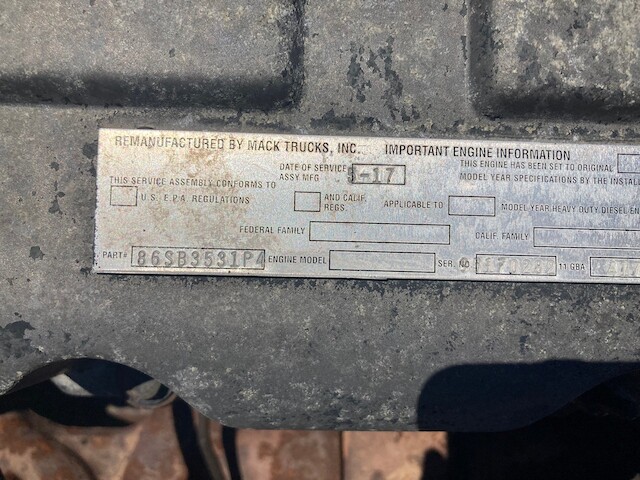 REMANUFACTURED BY MACK TRUCKS, INC. IMPORTANT ENGINE INFORMATION
DATE OF SERVICE THIS ENGINE HAS BEEN SET TO ORIGINAL
ASSY MFG -17 MODEL YEAR SPECIFICATIONS BY THE INSTALL
THIS SERVICE ASSEMBLY CONFORMS TO
U.S. E.P.A. REGULATIONS AND CALIF. REGS. APPLICABLE TO MODEL YEAR HEAVY DUTY DIESEL EN
FEDERAL FAMILY CALIF. FAMILY
PART# 86SB3531P4 ENGINE MODEL SER. NO. 11 GBA